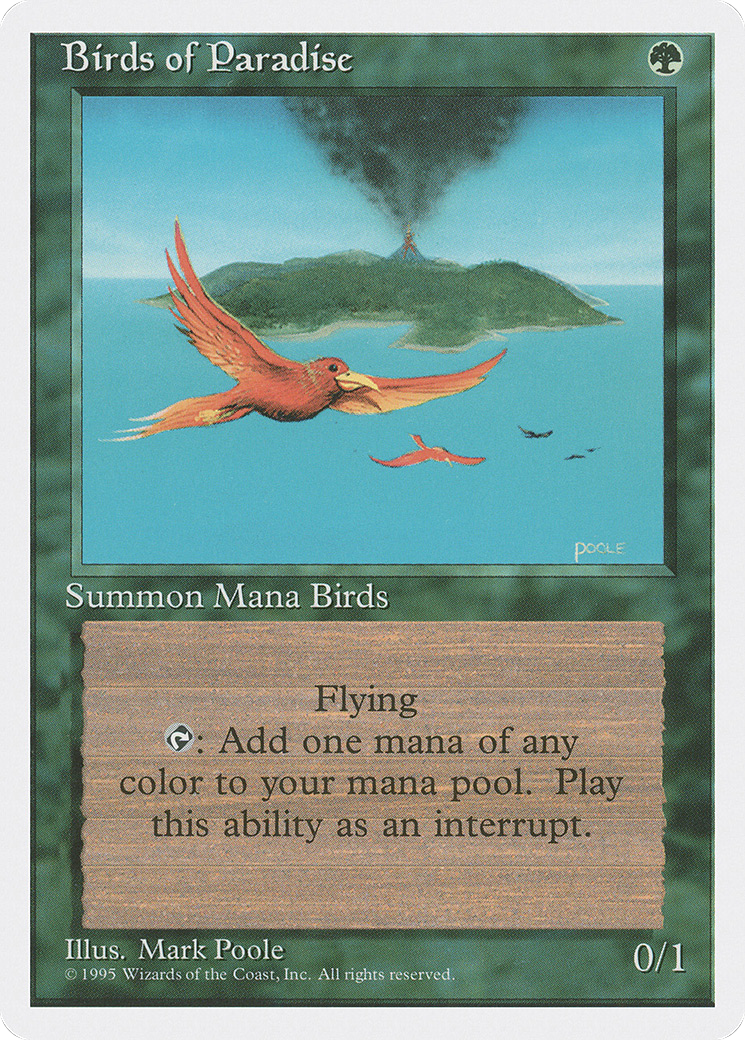 Birds of Paradise
POOLE
Summon Mana Birds
Flying
: Add one mana of any
color to your mana pool. Play
this ability as an interrupt.
Illus. Mark Poole
0/1
© 1995 Wizards of the Coast, Inc. All rights reserved.